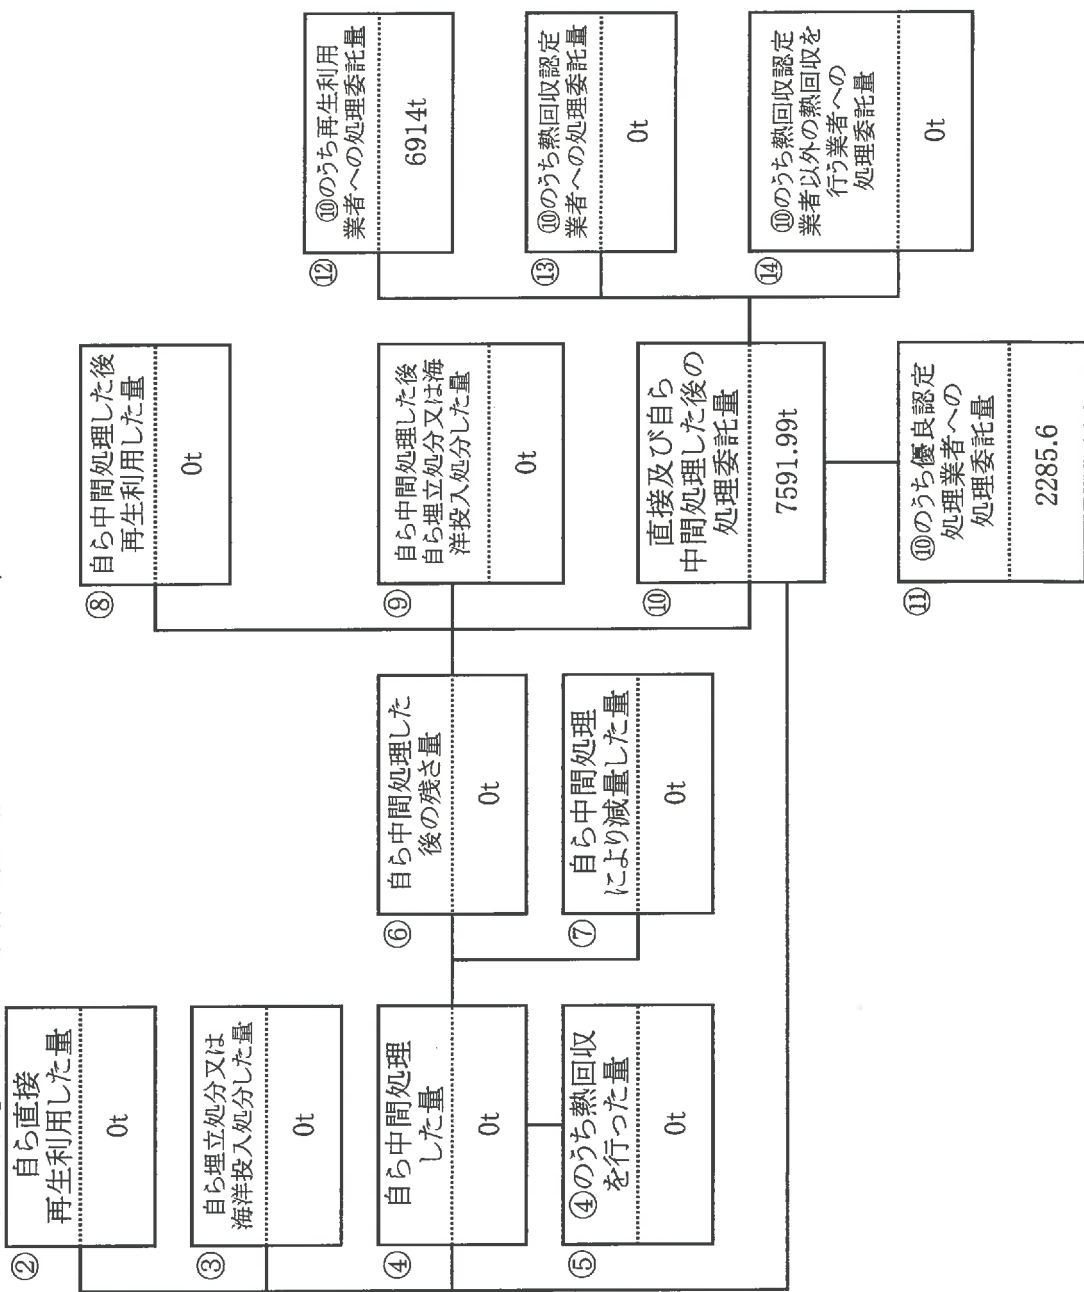 ②
自ら直接
再生利用した量
0t
③
自ら埋立処分又は
海洋投入処分した量
0t
④
自ら中間処理
した量
0t
⑤
④のうち熱回収
を行った量
0t
⑥
自ら中間処理した
後の残さ量
0t
⑦
自ら中間処理
により減量した量
0t
⑧
自ら中間処理した後
再生利用した量
0t
⑨
自ら中間処理した後
自ら埋立処分又は海
洋投入処分した量
0t
⑩
直接及び自ら
中間処理した後の
処理委託量
7591.99t
⑪
⑩のうち優良認定
処理業者への
処理委託量
2285.6
⑫
⑩のうち再生利用
業者への処理委託量
6914t
⑬
⑩のうち熱回収認定
業者への処理委託量
0t
⑭
⑩のうち熱回収認定
業者以外の熱回収を
行う業者への
処理委託量
0t